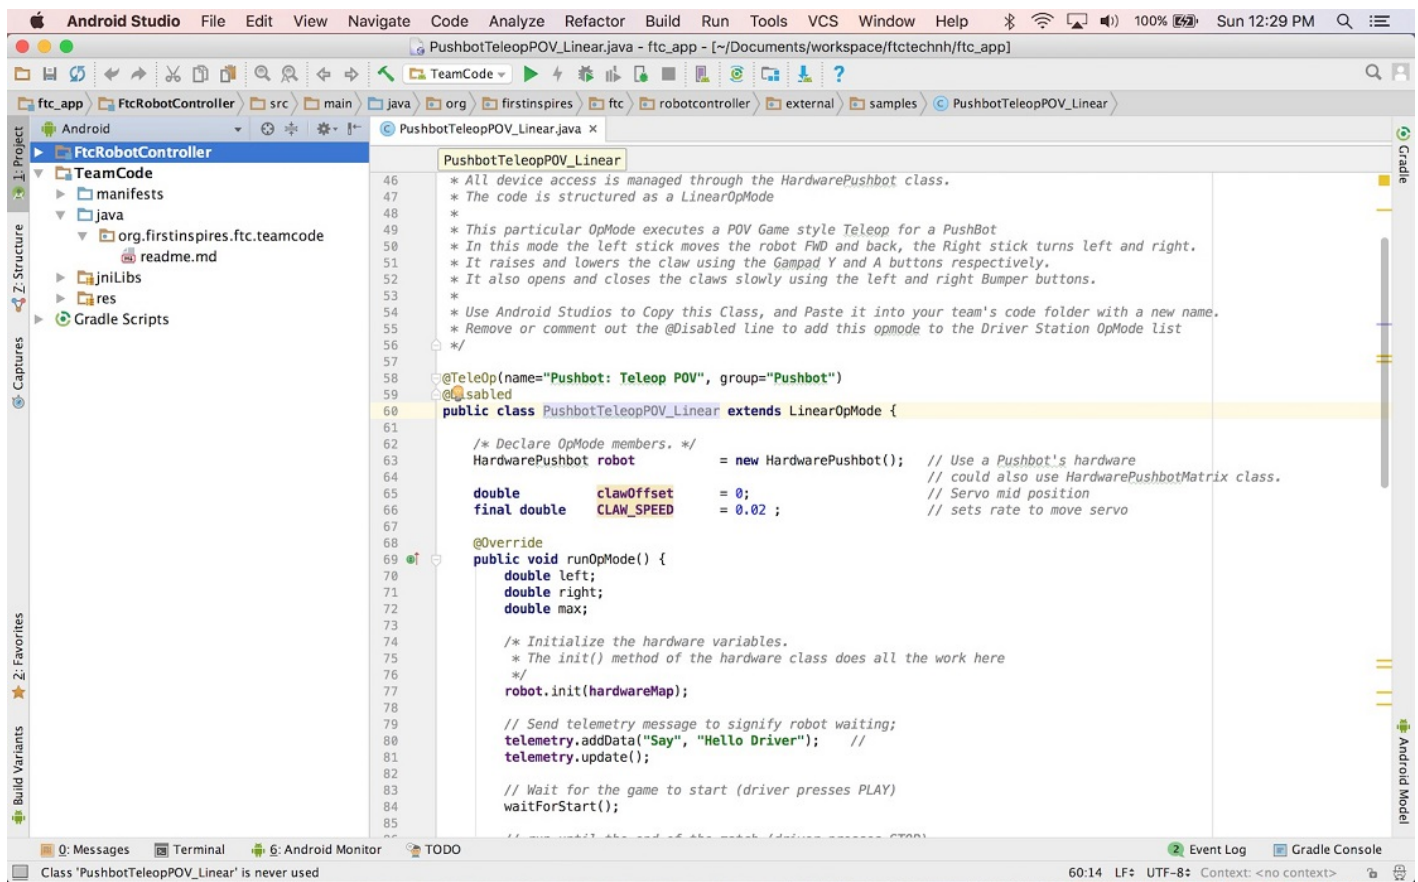 Android Studio File Edit View Navigate Code Analyze Refactor Build Run Tools VCS Window Help 100% Sun 12:29 PM
PushbotTeleopPOV_Linear.java - ftc_app - [~/Documents/workspace/ftctechnh/ftc_app]
TeamCode
ftc_app FtcRobotController src main java org firstinspires ftc robotcontroller external samples PushbotTeleopPOV_Linear
Android
PushbotTeleopPOV_Linear.java
1: Project
Z: Structure
Captures
2: Favorites
Build Variants
FtcRobotController
TeamCode
manifests
java
org.firstinspires.ftc.teamcode
readme.md
jniLibs
res
Gradle Scripts
PushbotTeleopPOV_Linear
46 * All device access is managed through the HardwarePushbot class.
47 * The code is structured as a LinearOpMode
48 *
49 * This particular OpMode executes a POV Game style Teleop for a PushBot
50 * In this mode the left stick moves the robot FWD and back, the Right stick turns left and right.
51 * It raises and lowers the claw using the Gampad Y and A buttons respectively.
52 * It also opens and closes the claws slowly using the left and right Bumper buttons.
53 *
54 * Use Android Studios to Copy this Class, and Paste it into your team's code folder with a new name.
55 * Remove or comment out the @Disabled line to add this opmode to the Driver Station OpMode list
56 */
57
58 @TeleOp(name="Pushbot: Teleop POV", group="Pushbot")
59 @Disabled
60 public class PushbotTeleopPOV_Linear extends LinearOpMode {
61
62 /* Declare OpMode members. */
63 HardwarePushbot robot = new HardwarePushbot(); // Use a Pushbot's hardware
64 // could also use HardwarePushbotMatrix class.
65 double clawOffset = 0; // Servo mid position
66 final double CLAW_SPEED = 0.02 ; // sets rate to move servo
67
68 @Override
69 public void runOpMode() {
70 double left;
71 double right;
72 double max;
73
74 /* Initialize the hardware variables.
75 * The init() method of the hardware class does all the work here
76 */
77 robot.init(hardwareMap);
78
79 // Send telemetry message to signify robot waiting;
80 telemetry.addData("Say", "Hello Driver"); //
81 telemetry.update();
82
83 // Wait for the game to start (driver presses PLAY)
84 waitForStart();
85
86 // run until the end of the match (driver presses STOP)
Gradle
Android Model
0: Messages Terminal 6: Android Monitor TODO 2 Event Log Gradle Console
Class 'PushbotTeleopPOV_Linear' is never used 60:14 LF UTF-8 Context: <no context>